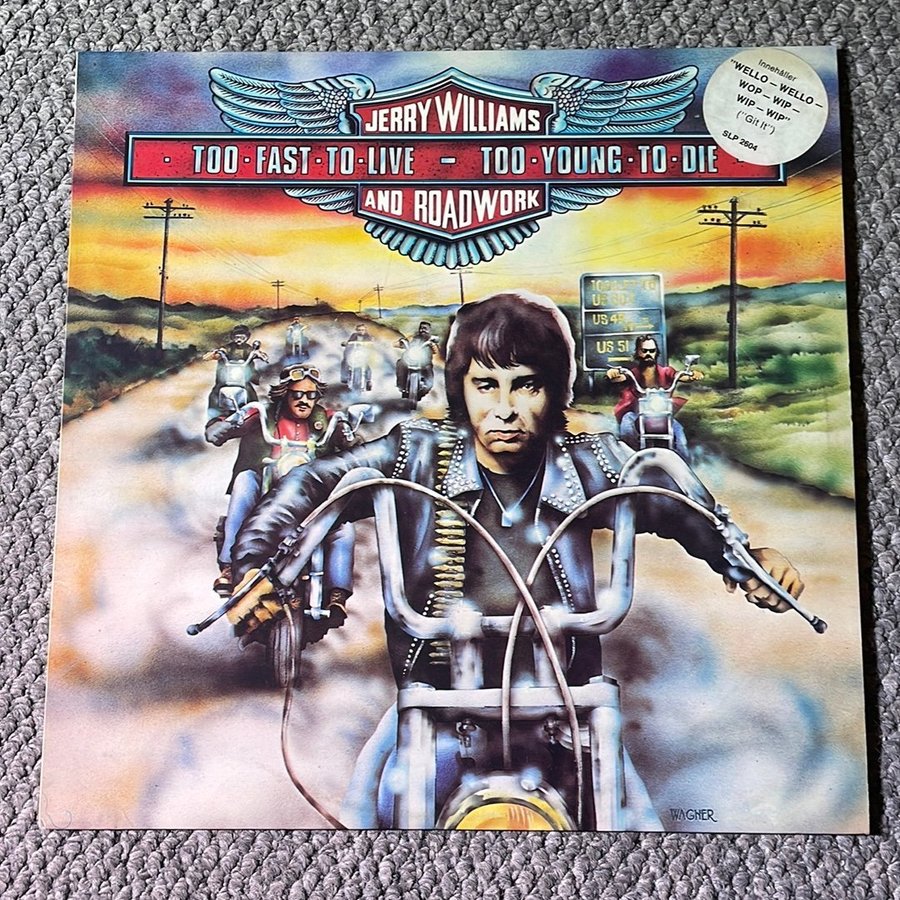 JERRY WILLIAMS
· TOO · FAST · TO · LIVE – TOO · YOUNG · TO · DIE ·
AND ROADWORK
Innehåller
"WELLO – WELLO –
WOP – WIP –
WIP – WIP"
("Git It")
SLP 2604
US 51
WAGNER